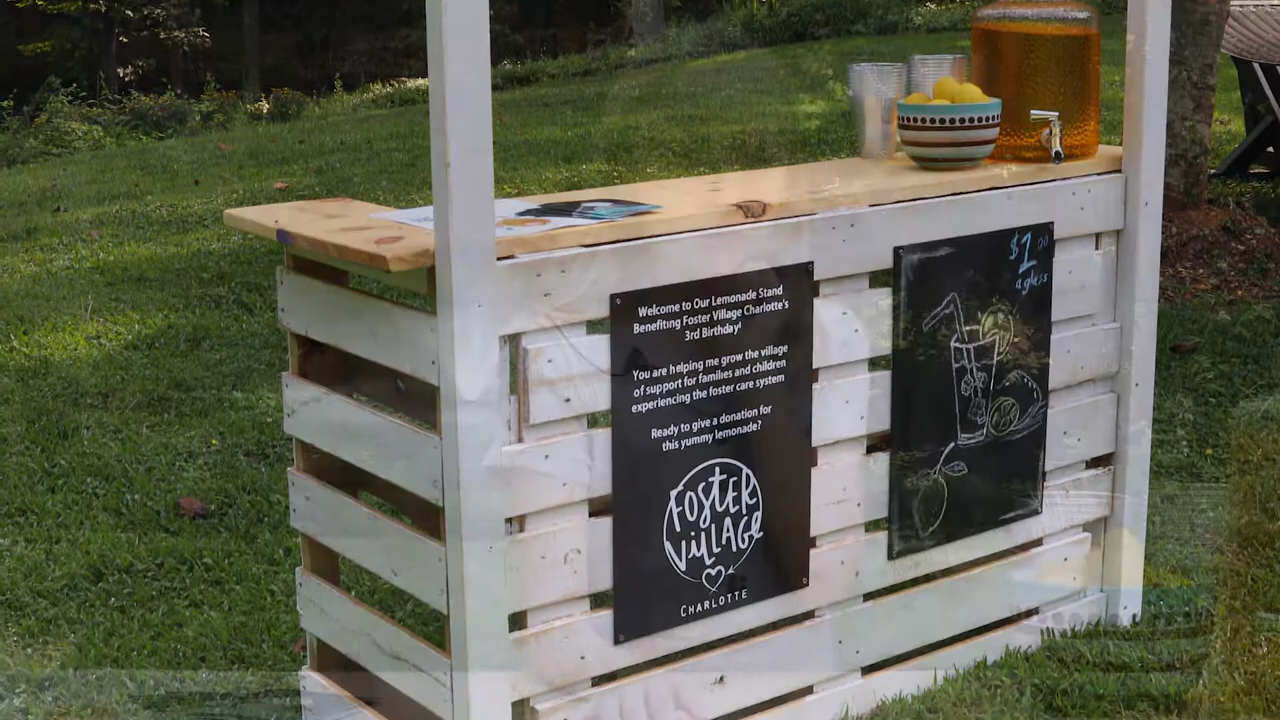 Welcome to Our Lemonade Stand
Benefiting Foster Village Charlotte's
3rd Birthday!
You are helping me grow the village
of support for families and children
experiencing the foster care system
Ready to give a donation for
this yummy lemonade?
FOSTER
VILLAGE
CHARLOTTE
$1.00
a glass